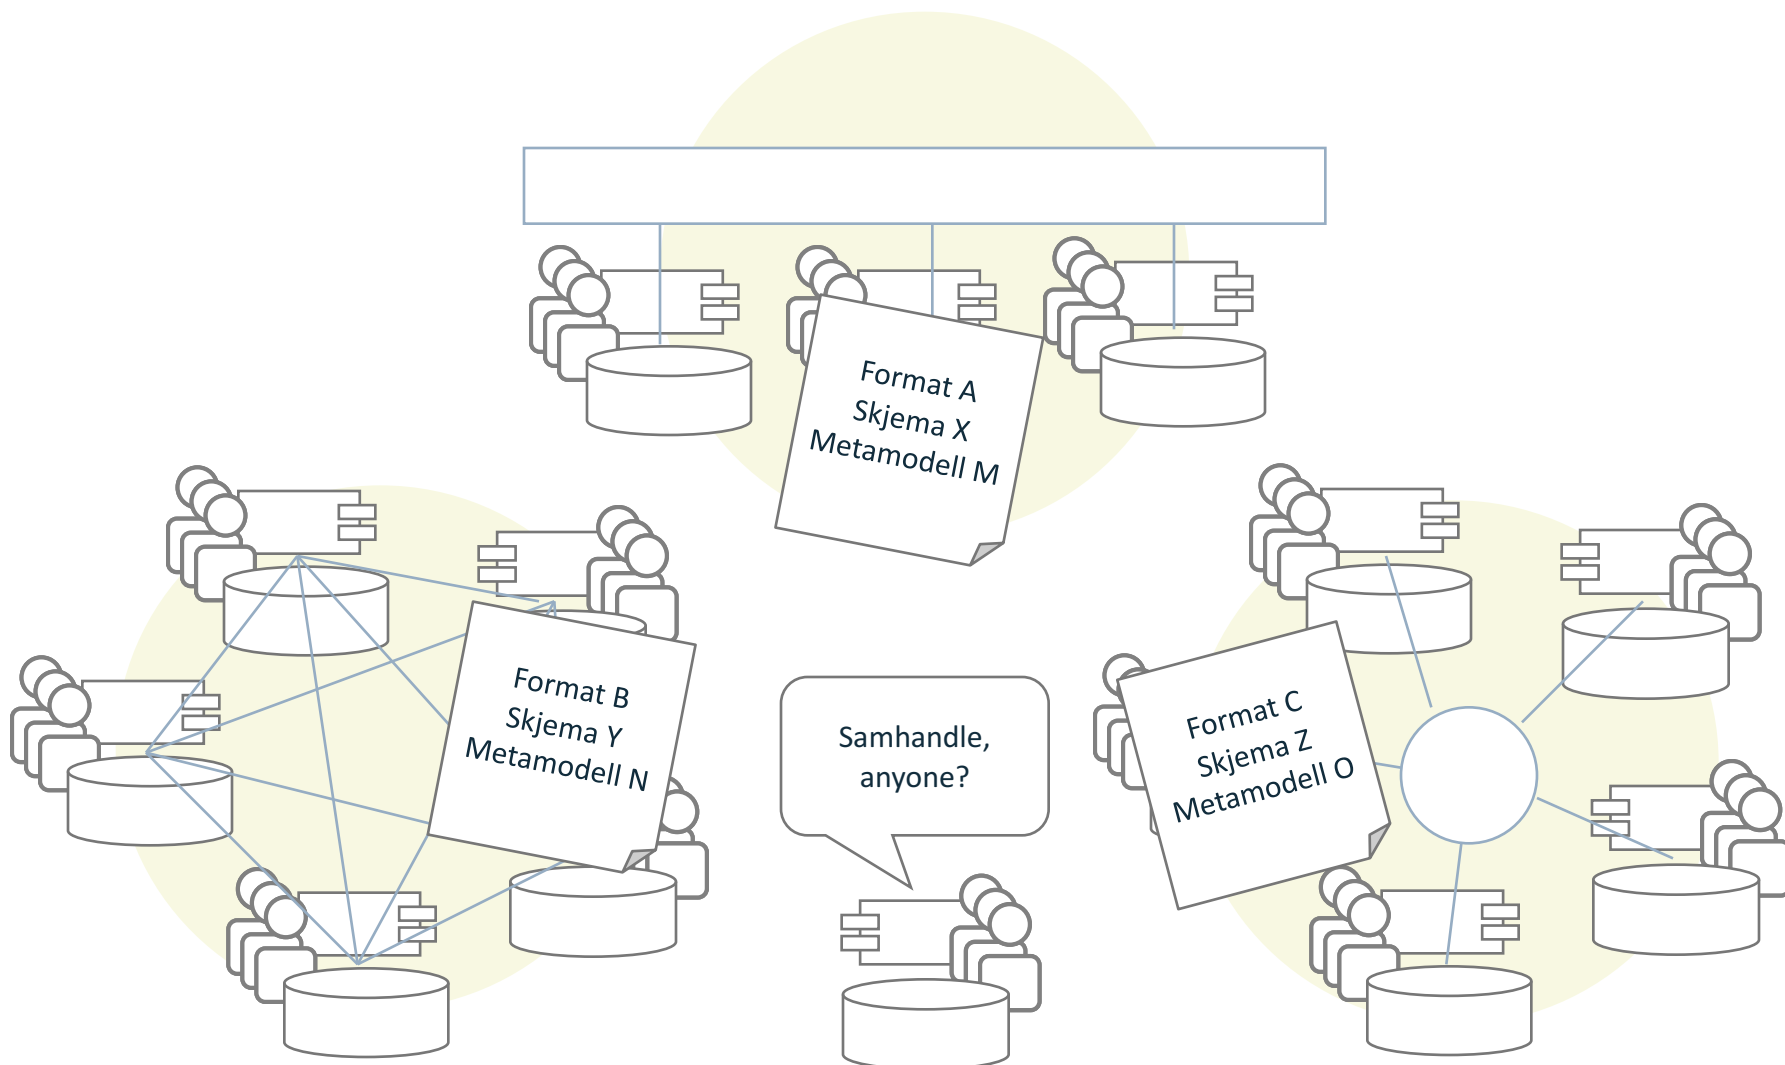 Format A
Skjema X
Metamodell M
Format B
Skjema Y
Metamodell N
Samhandle,
anyone?
Format C
Skjema Z
Metamodell O